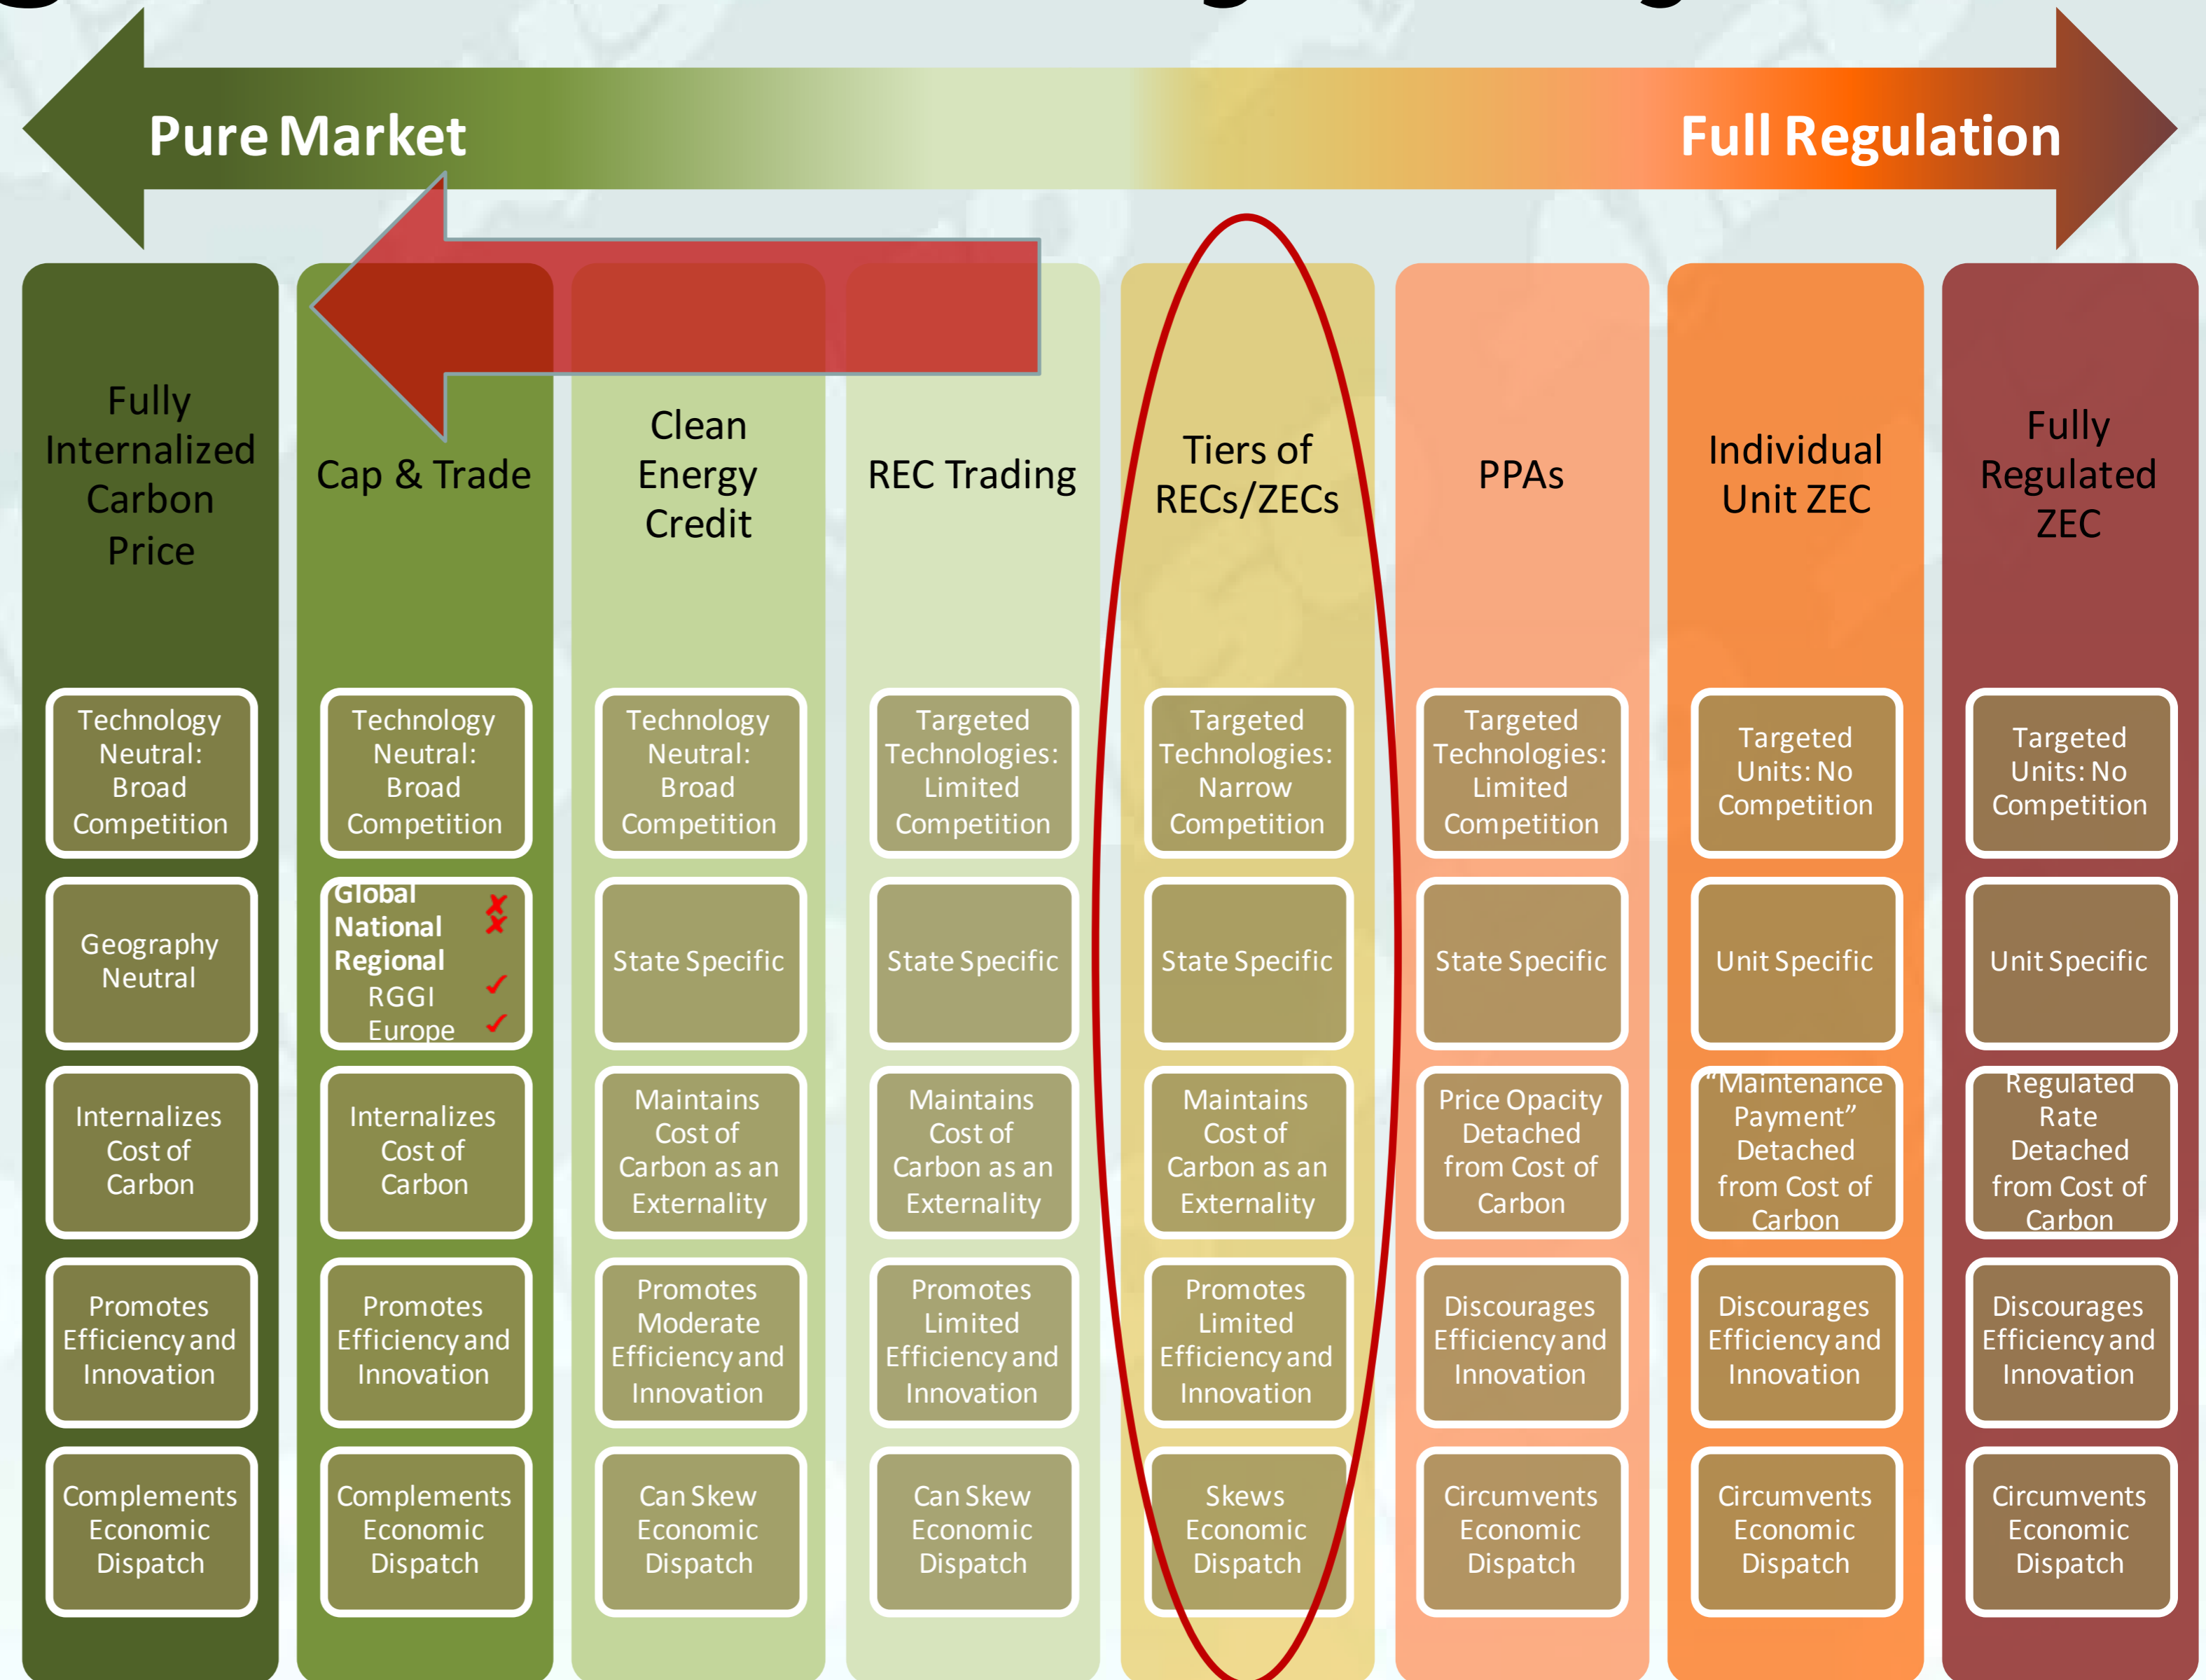 Pure Market
Full Regulation
Fully
Internalized
Carbon
Price
Technology
Neutral:
Broad
Competition
Geography
Neutral
Internalizes
Cost of
Carbon
Promotes
Efficiency and
Innovation
Complements
Economic
Dispatch
Cap & Trade
Technology
Neutral:
Broad
Competition
Global ✘
National ✘
Regional
RGGI ✓
Europe ✓
Internalizes
Cost of
Carbon
Promotes
Efficiency and
Innovation
Complements
Economic
Dispatch
Clean
Energy
Credit
Technology
Neutral:
Broad
Competition
State Specific
Maintains
Cost of
Carbon as an
Externality
Promotes
Moderate
Efficiency and
Innovation
Can Skew
Economic
Dispatch
REC Trading
Targeted
Technologies:
Limited
Competition
State Specific
Maintains
Cost of
Carbon as an
Externality
Promotes
Limited
Efficiency and
Innovation
Can Skew
Economic
Dispatch
Tiers of
RECs/ZECs
Targeted
Technologies:
Narrow
Competition
State Specific
Maintains
Cost of
Carbon as an
Externality
Promotes
Limited
Efficiency and
Innovation
Skews
Economic
Dispatch
PPAs
Targeted
Technologies:
Limited
Competition
State Specific
Price Opacity
Detached
from Cost of
Carbon
Discourages
Efficiency and
Innovation
Circumvents
Economic
Dispatch
Individual
Unit ZEC
Targeted
Units: No
Competition
Unit Specific
“Maintenance
Payment”
Detached
from Cost of
Carbon
Discourages
Efficiency and
Innovation
Circumvents
Economic
Dispatch
Fully
Regulated
ZEC
Targeted
Units: No
Competition
Unit Specific
Regulated
Rate
Detached
from Cost of
Carbon
Discourages
Efficiency and
Innovation
Circumvents
Economic
Dispatch